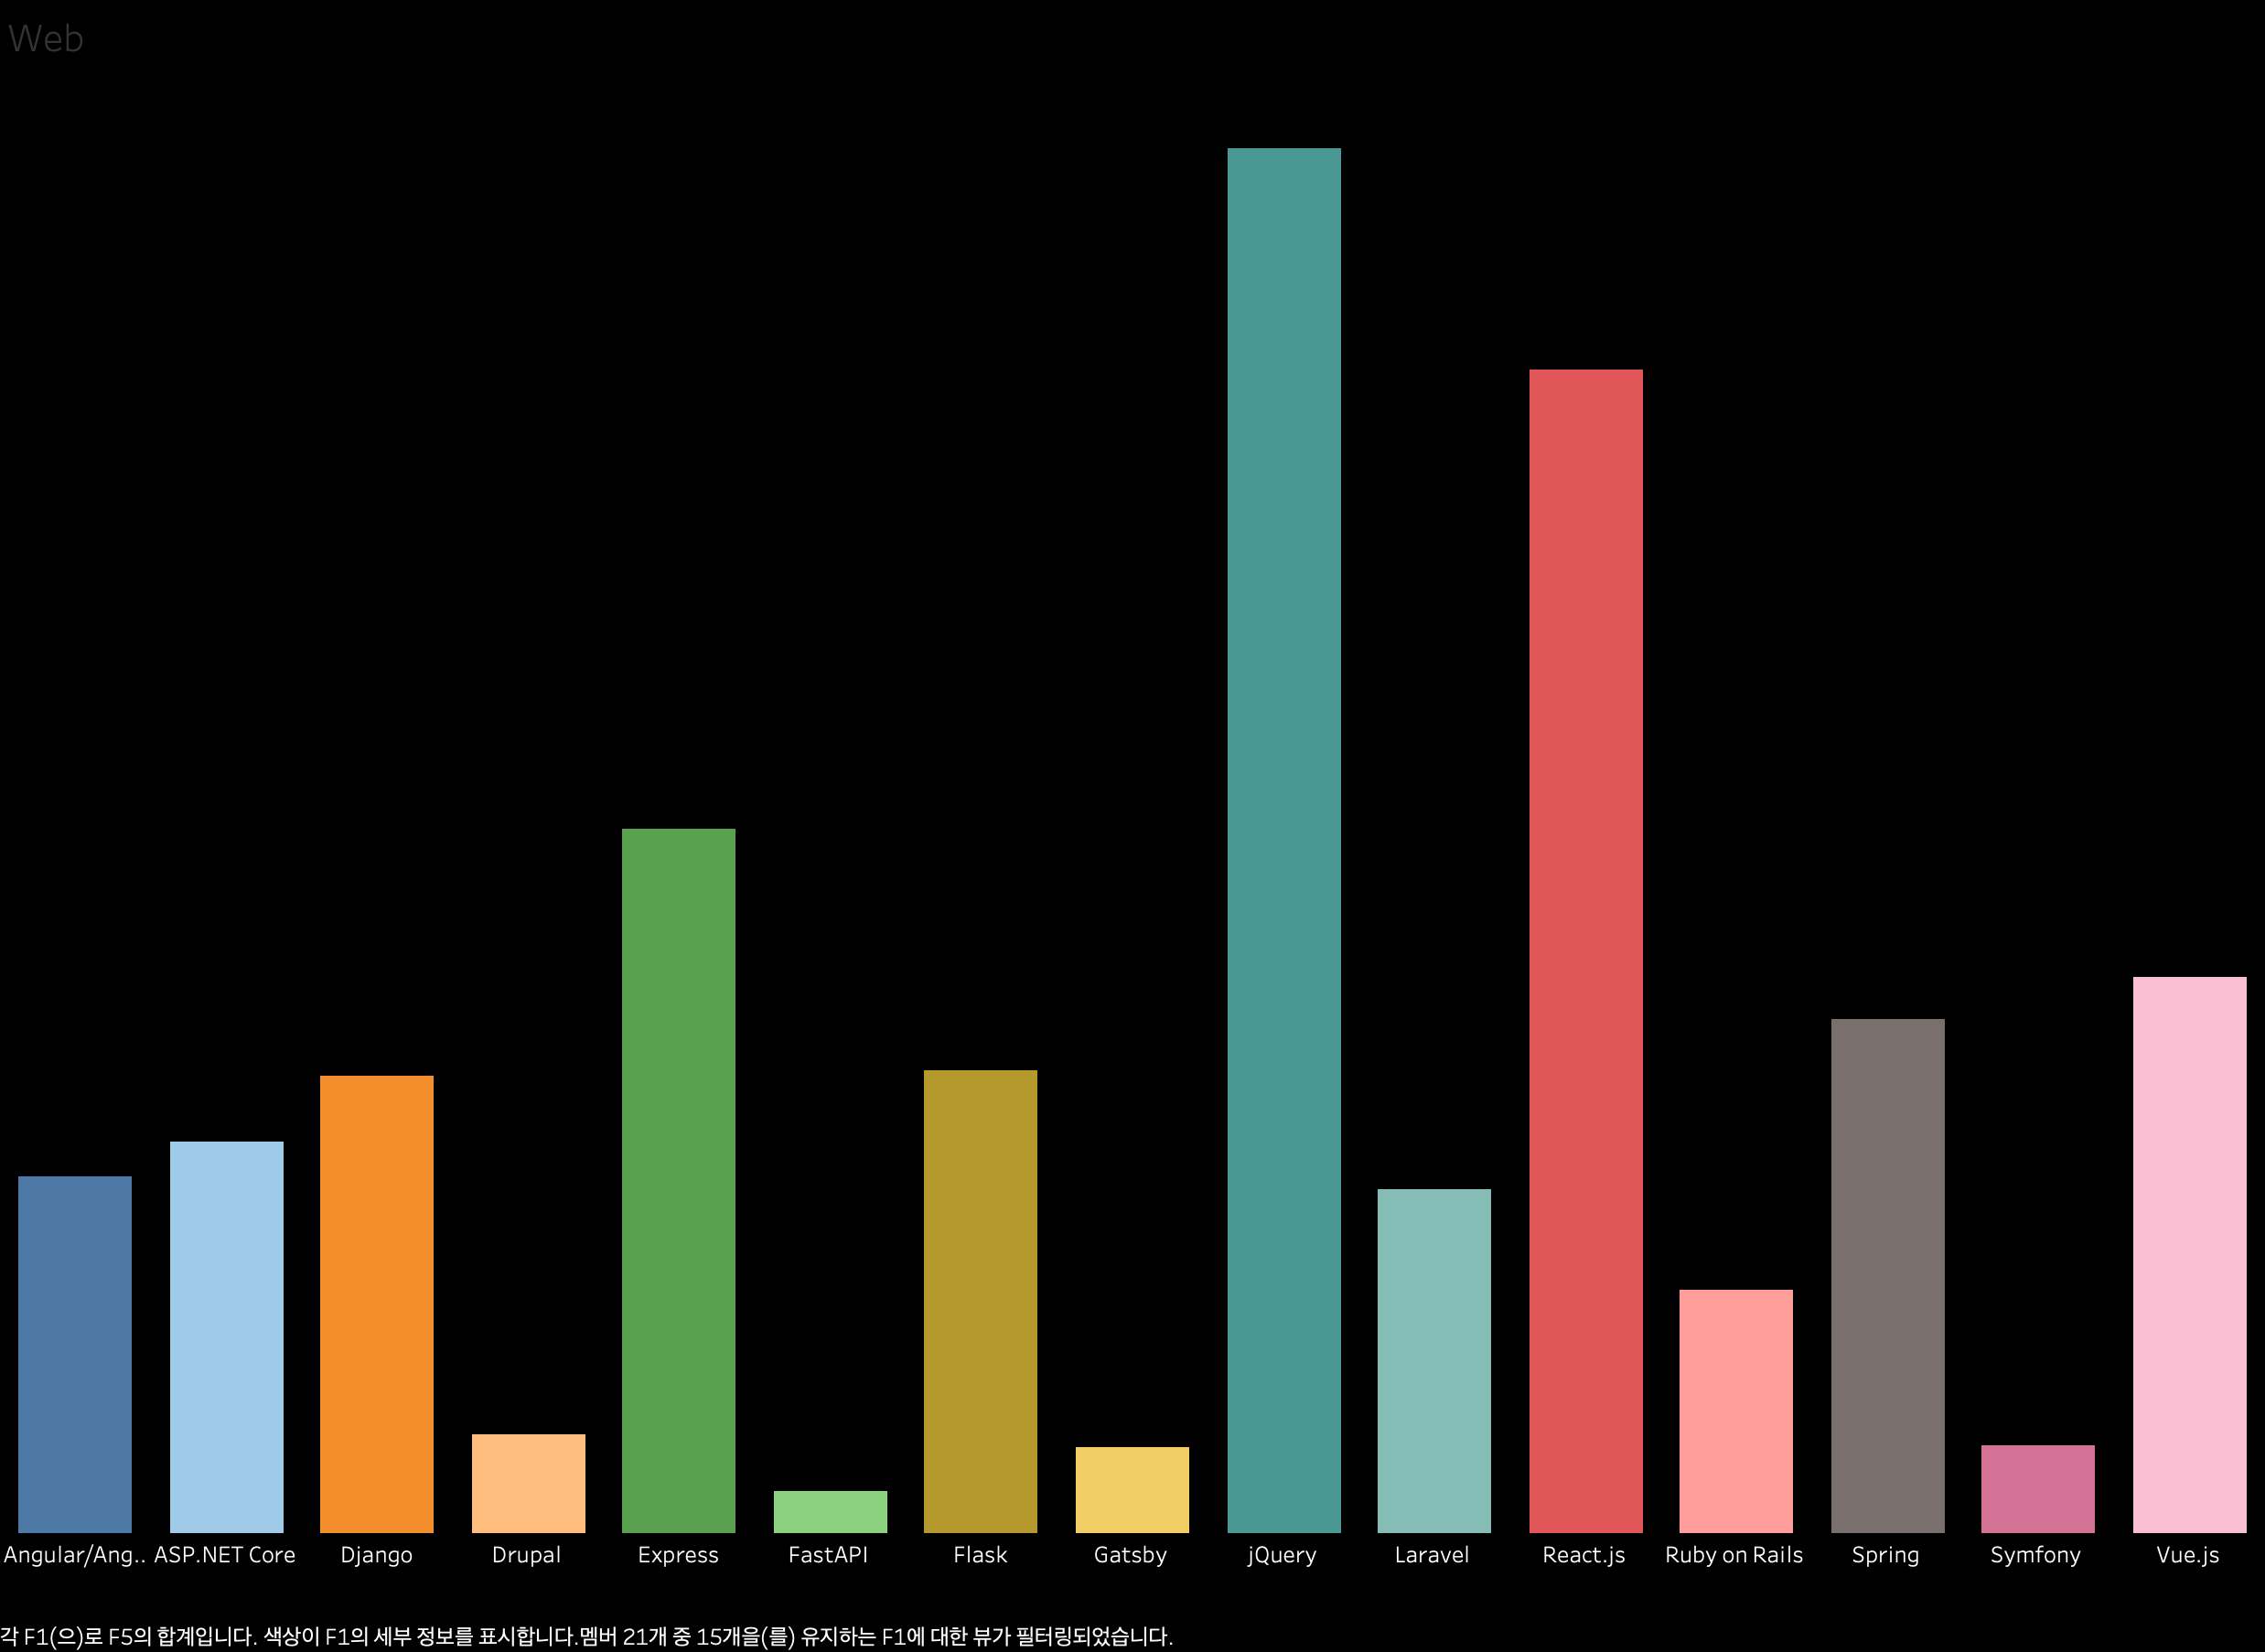 Web
Angular/Ang.. ASP.NET Core Django Drupal Express FastAPI Flask Gatsby jQuery Laravel React.js Ruby on Rails Spring Symfony Vue.js
각 F1(으)로 F5의 합계입니다. 색상이 F1의 세부 정보를 표시합니다.멤버 21개 중 15개을(를) 유지하는 F1에 대한 뷰가 필터링되었습니다.